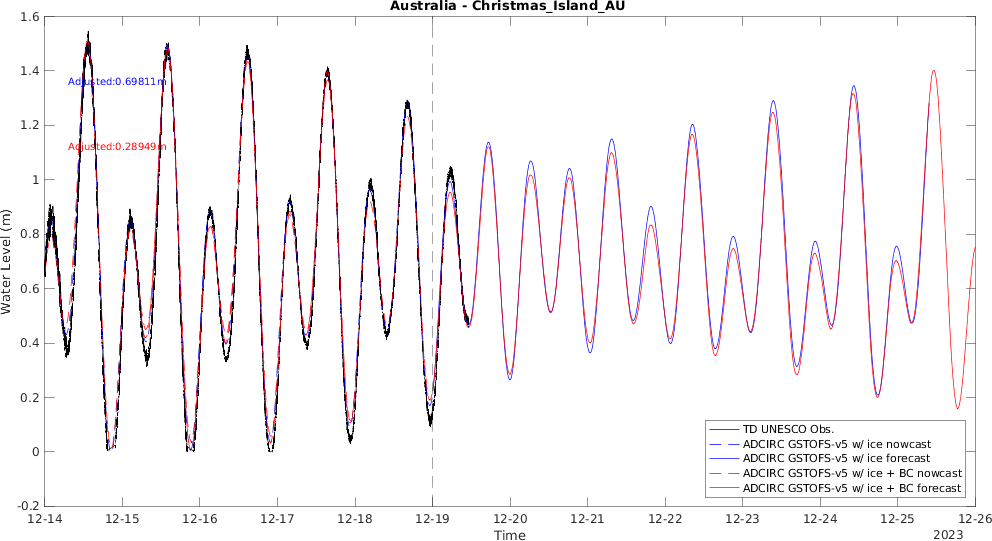 Australia - Christmas_Island_AU
1.6
1.4
1.2
1
0.8
0.6
0.4
0.2
0
-0.2
Water Level (m)
Adjusted:0.69811m
Adjusted:0.28949m
TD UNESCO Obs.
ADCIRC GSTOFS-v5 w/ ice nowcast
ADCIRC GSTOFS-v5 w/ ice forecast
ADCIRC GSTOFS-v5 w/ ice + BC nowcast
ADCIRC GSTOFS-v5 w/ ice + BC forecast
12-14 12-15 12-16 12-17 12-18 12-19 12-20 12-21 12-22 12-23 12-24 12-25 12-26
Time
2023